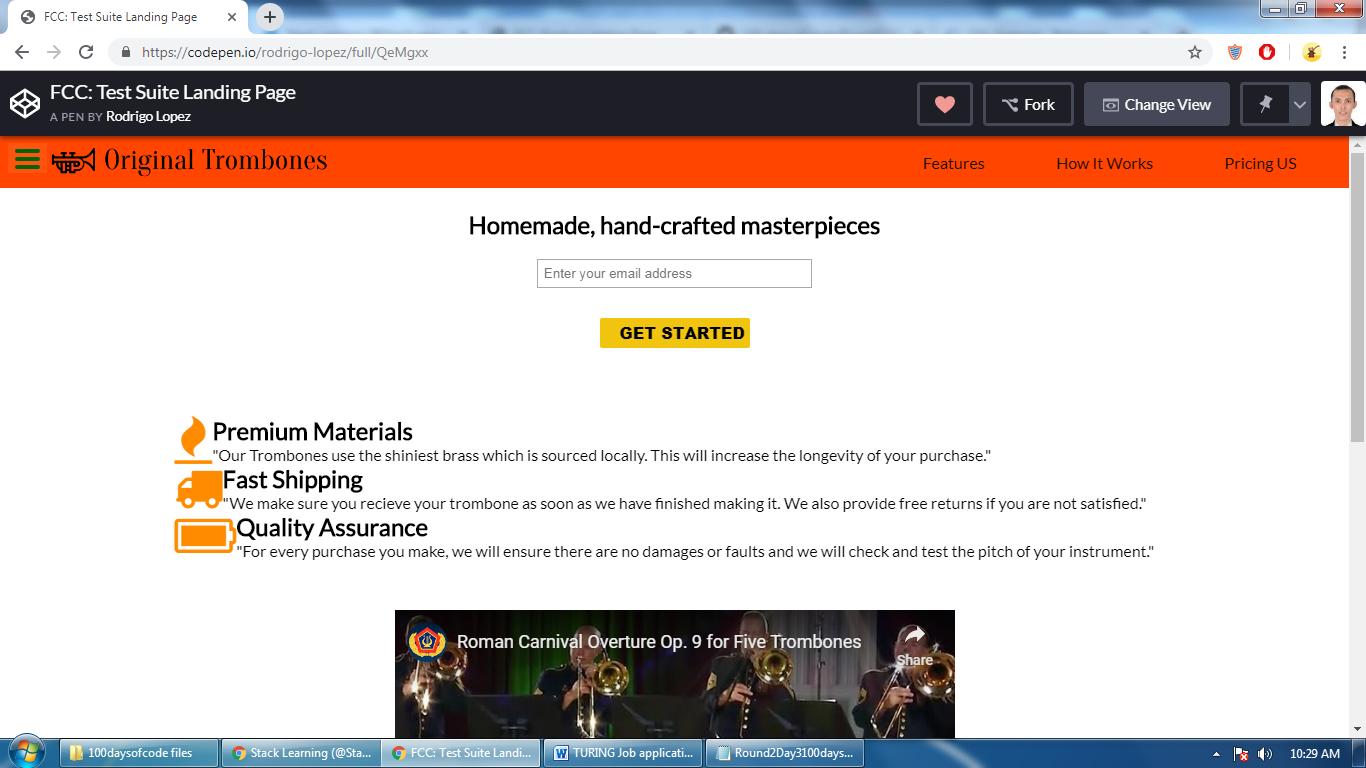 FCC: Test Suite Landing Page
https://codepen.io/rodrigo-lopez/full/QeMgxx
FCC: Test Suite Landing Page
A PEN BY Rodrigo Lopez
Fork
Change View
Original Trombones
Features
How It Works
Pricing US
Homemade, hand-crafted masterpieces
Enter your email address
GET STARTED
Premium Materials
"Our Trombones use the shiniest brass which is sourced locally. This will increase the longevity of your purchase."
Fast Shipping
"We make sure you recieve your trombone as soon as we have finished making it. We also provide free returns if you are not satisfied."
Quality Assurance
"For every purchase you make, we will ensure there are no damages or faults and we will check and test the pitch of your instrument."
Roman Carnival Overture Op. 9 for Five Trombones
Share
100daysofcode files
Stack Learning (@Sta...
FCC: Test Suite Landi...
TURING Job applicati...
Round2Day3100days...
10:29 AM